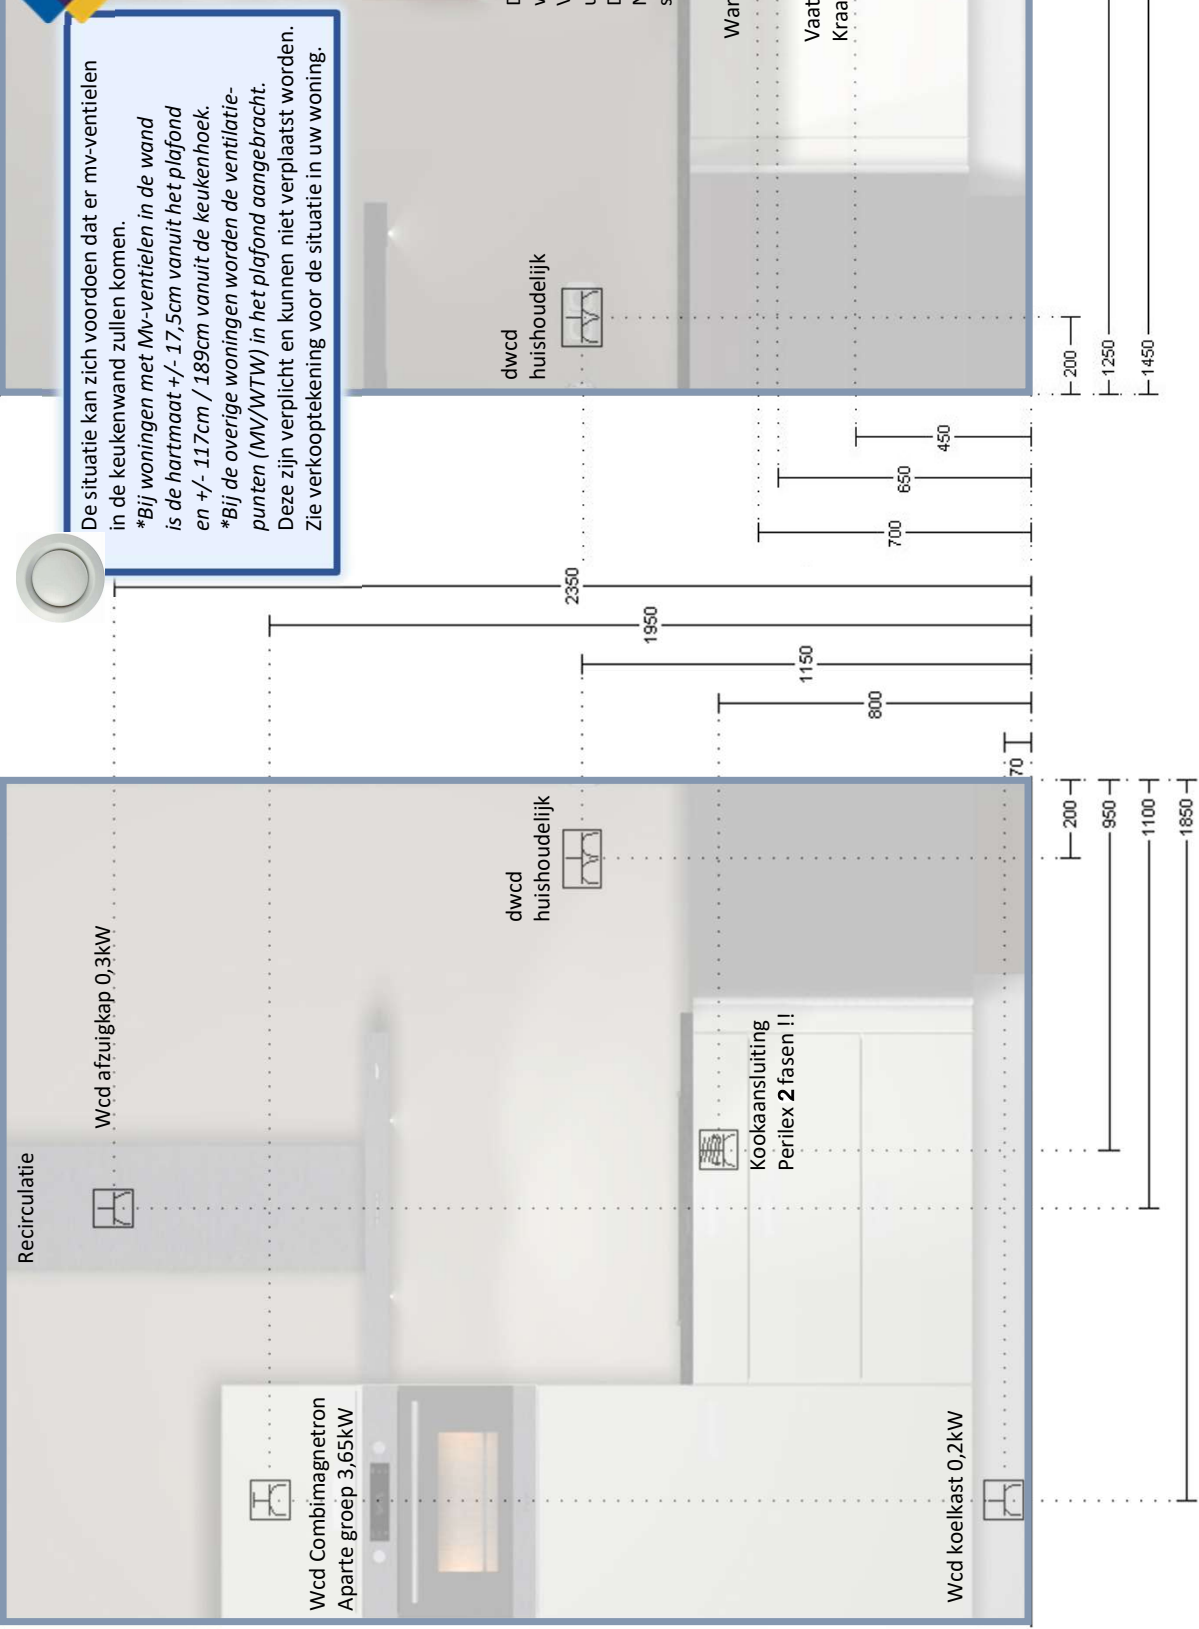 Recirculatie
Wcd afzuigkap 0,3kW
Wcd Combimagnetron
Aparte groep 3,65kW
dwcd
huishoudelijk
Kookaansluiting
Perilex 2 fasen !!
Wcd koelkast 0,2kW
200
950
1100
1850
2350
1950
1150
800
70
De situatie kan zich voordoen dat er mv-ventielen
in de keukenwand zullen komen.
*Bij woningen met Mv-ventielen in de wand
is de hartmaat +/- 17,5cm vanuit het plafond
en +/- 117cm / 189cm vanuit de keukenhoek.
*Bij de overige woningen worden de ventilatie-
punten (MV/WTW) in het plafond aangebracht.
Deze zijn verplicht en kunnen niet verplaatst worden.
Zie verkooptekening voor de situatie in uw woning.
dwcd
huishoudelijk
700
650
450
200
1250
1450
War
Vaat
Kraa